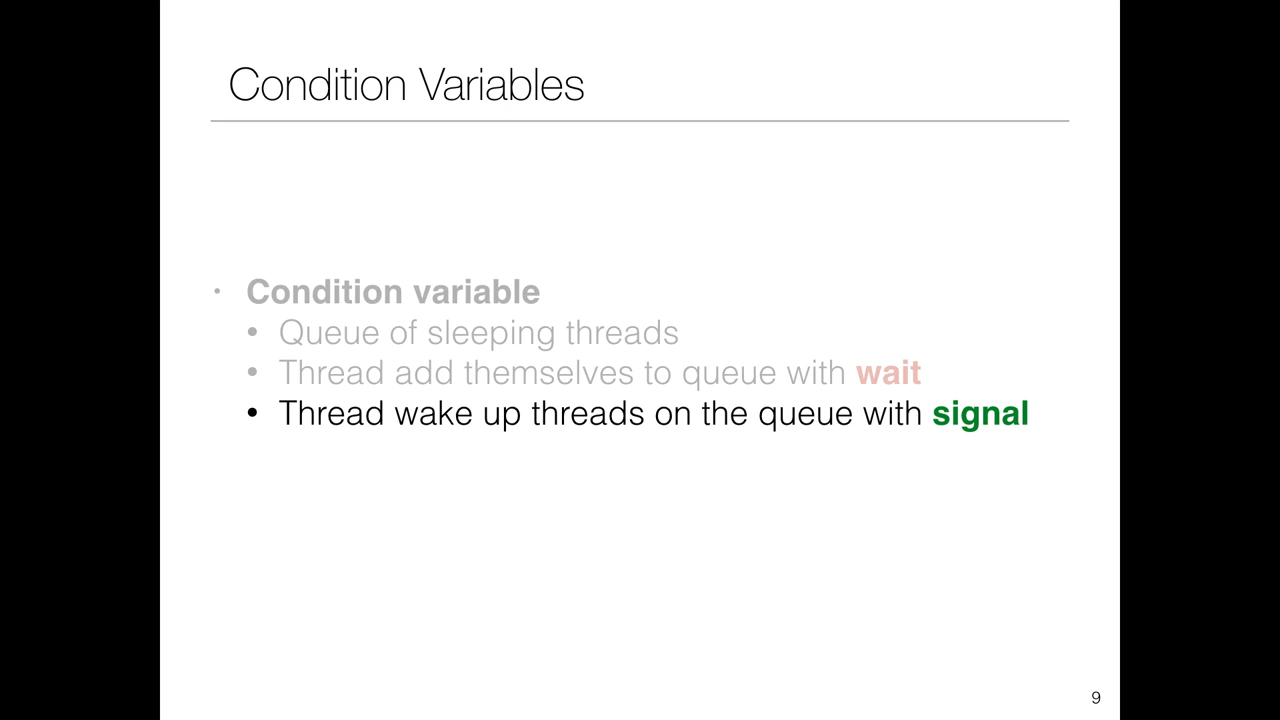 Condition Variables
• Condition variable
• Queue of sleeping threads
• Thread add themselves to queue with wait
• Thread wake up threads on the queue with signal
9